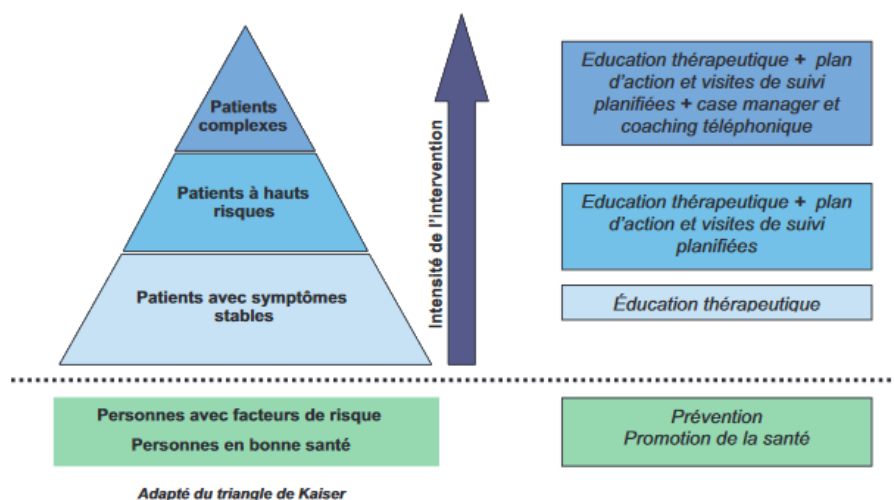 Patients
complexes
Patients à hauts
risques
Patients avec symptômes
stables
Intensité de l'Intervention
Education thérapeutique + plan
d'action et visites de suivi
planifiées + case manager et
coaching téléphonique
Education thérapeutique + plan
d'action et visites de suivi
planifiées
Éducation thérapeutique
Personnes avec facteurs de risque
Personnes en bonne santé
Prévention
Promotion de la santé
Adapté du triangle de Kaiser